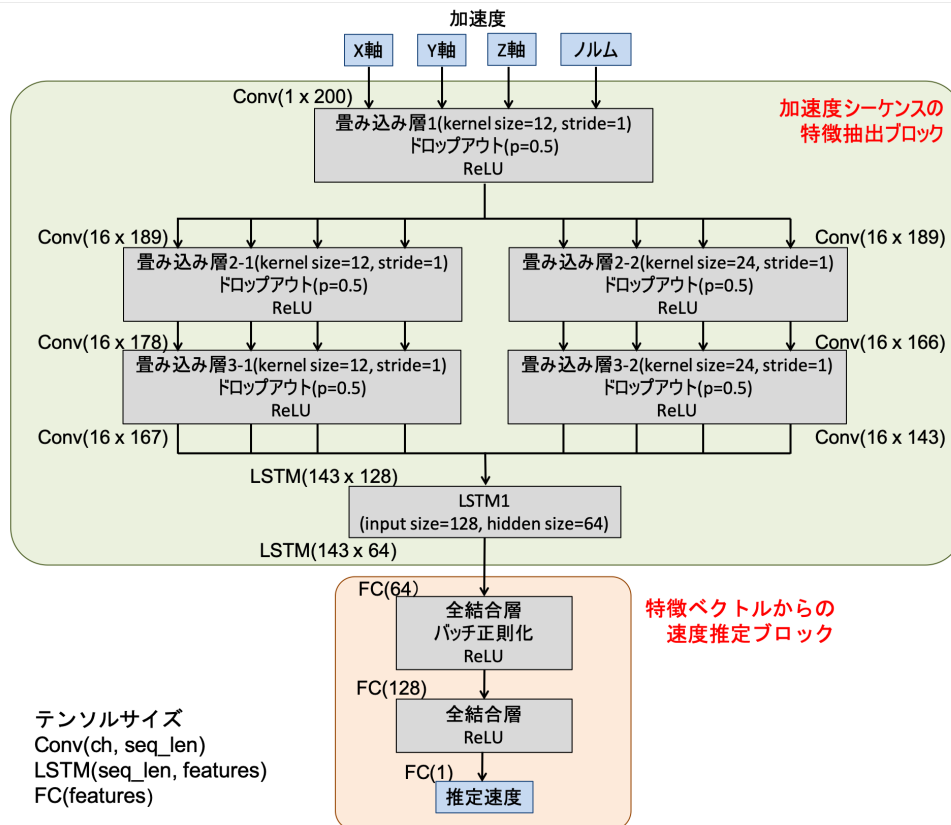 加速度
X軸
Y軸
Z軸
ノルム
Conv(1 x 200)
加速度シーケンスの
特徴抽出ブロック
畳み込み層1(kernel size=12, stride=1)
ドロップアウト(p=0.5)
ReLU
Conv(16 x 189)
Conv(16 x 189)
畳み込み層2-1(kernel size=12, stride=1)
ドロップアウト(p=0.5)
ReLU
畳み込み層2-2(kernel size=24, stride=1)
ドロップアウト(p=0.5)
ReLU
Conv(16 x 178)
Conv(16 x 166)
畳み込み層3-1(kernel size=12, stride=1)
ドロップアウト(p=0.5)
ReLU
畳み込み層3-2(kernel size=24, stride=1)
ドロップアウト(p=0.5)
ReLU
Conv(16 x 167)
Conv(16 x 143)
LSTM(143 x 128)
LSTM1
(input size=128, hidden size=64)
LSTM(143 x 64)
FC(64)
特徴ベクトルからの
速度推定ブロック
全結合層
バッチ正則化
ReLU
FC(128)
全結合層
ReLU
FC(1)
推定速度
テンソルサイズ
Conv(ch, seq_len)
LSTM(seq_len, features)
FC(features)